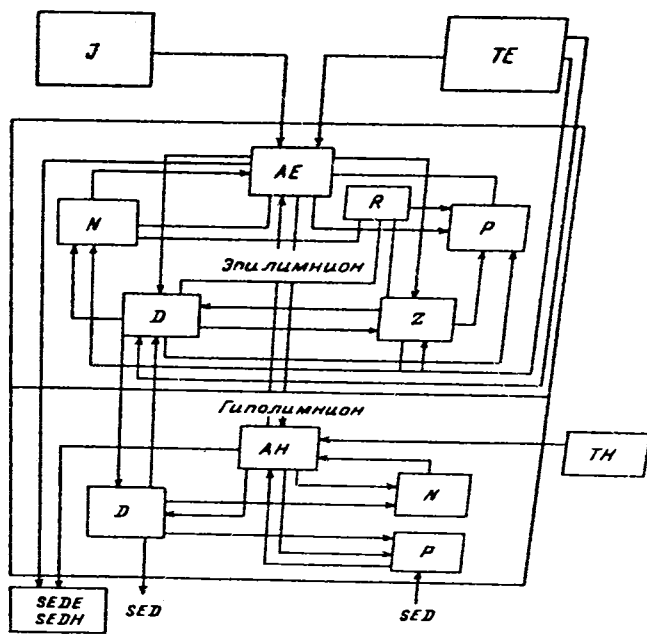 J
TE
AE
R
N
P
Эпилимнион
D
Z
Гиполимнион
AH
TH
N
D
P
SEDE
SEDH
SED
SED